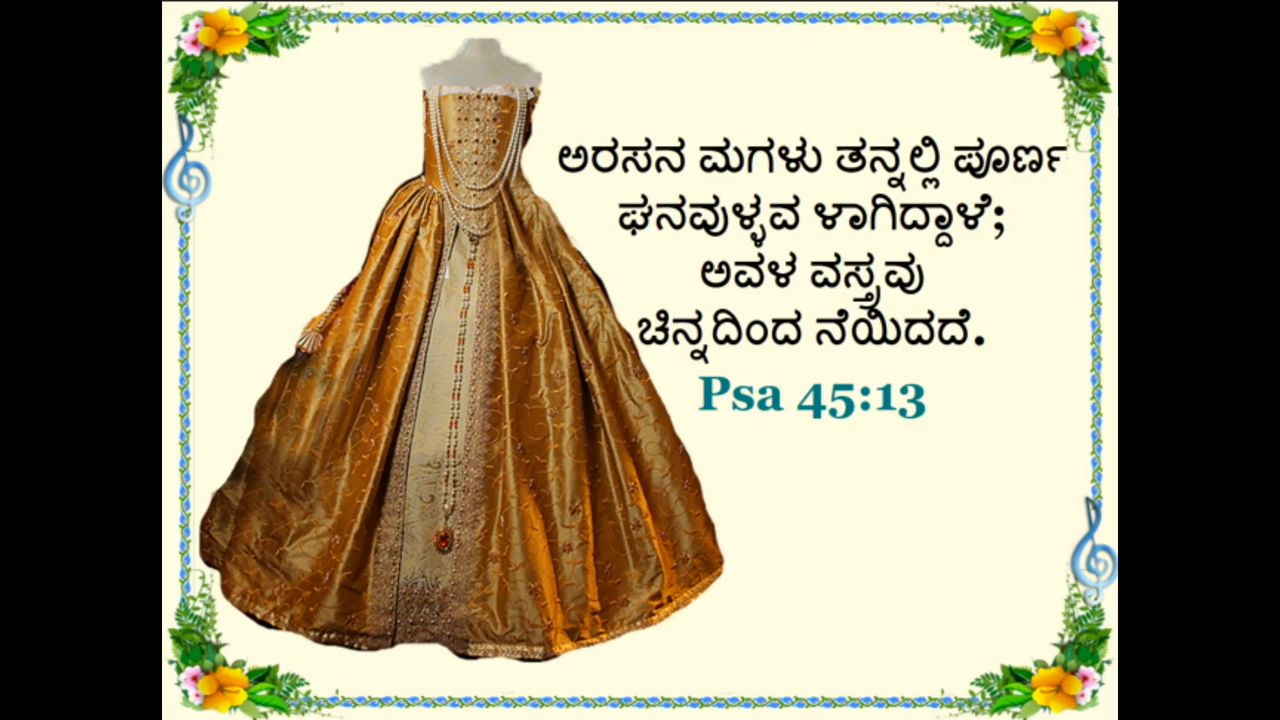 ಅರಸನ ಮಗಳು ತನ್ನಲ್ಲಿ ಪೂರ್ಣ
ಘನವುಳ್ಳವ ಳಾಗಿದ್ದಾಳೆ;
ಅವಳ ವಸ್ತ್ರವು
ಚಿನ್ನದಿಂದ ನೆಯಿದದೆ.
Psa 45:13